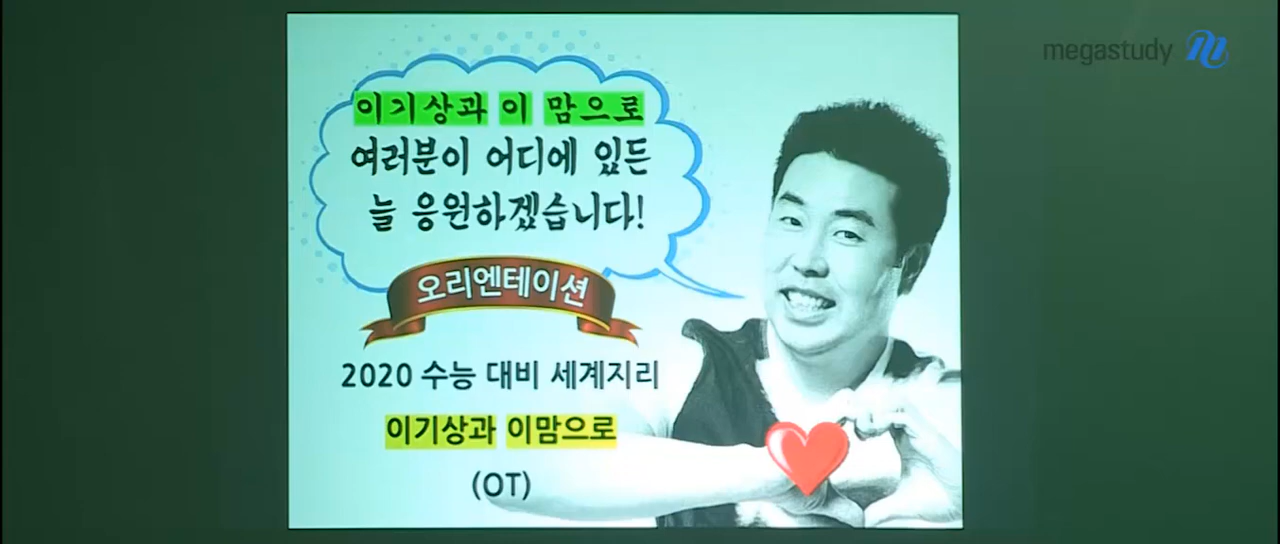 megastudy
이기상과 이 맘으로
여러분이 어디에 있든
늘 응원하겠습니다!
오리엔테이션
2020 수능 대비 세계지리
이기상과 이맘으로
(OT)